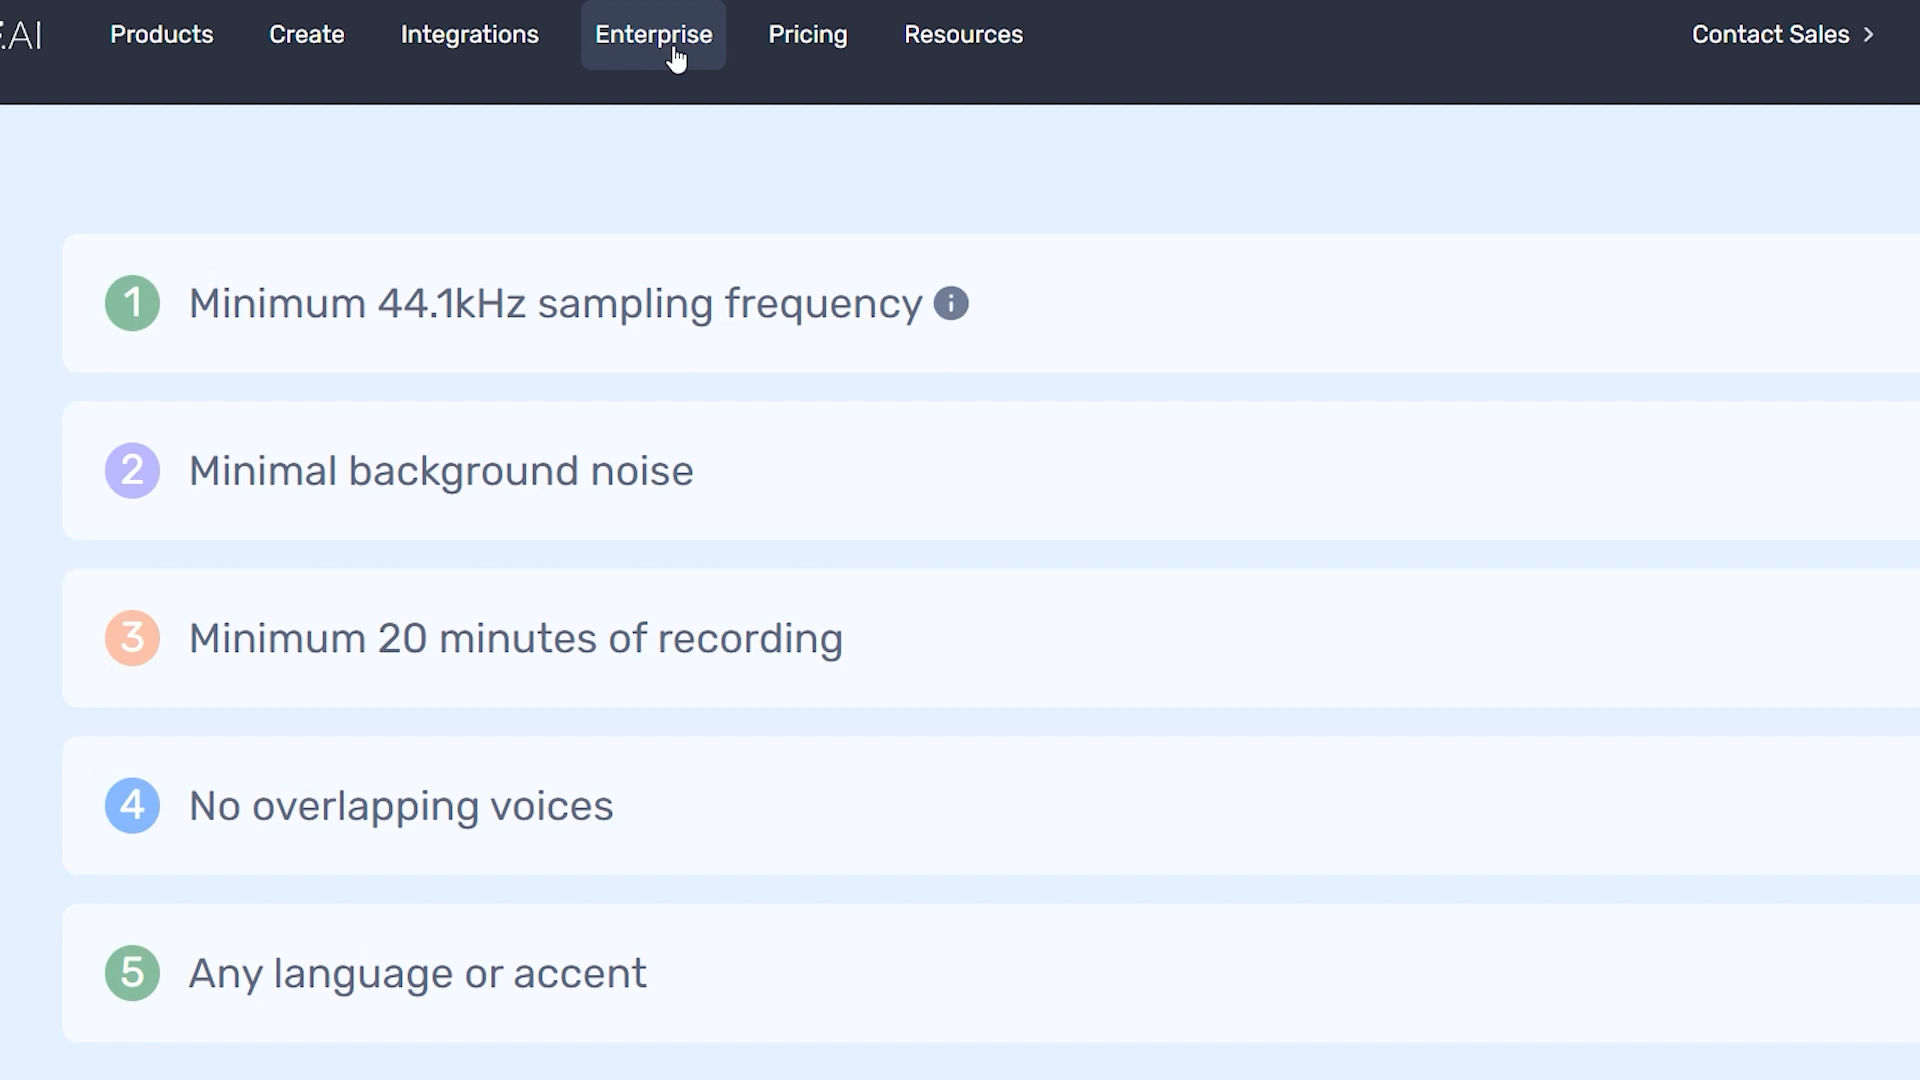 .AI
Products
Create
Integrations
Enterprise
Pricing
Resources
Contact Sales
1 Minimum 44.1kHz sampling frequency i
2 Minimal background noise
3 Minimum 20 minutes of recording
4 No overlapping voices
5 Any language or accent